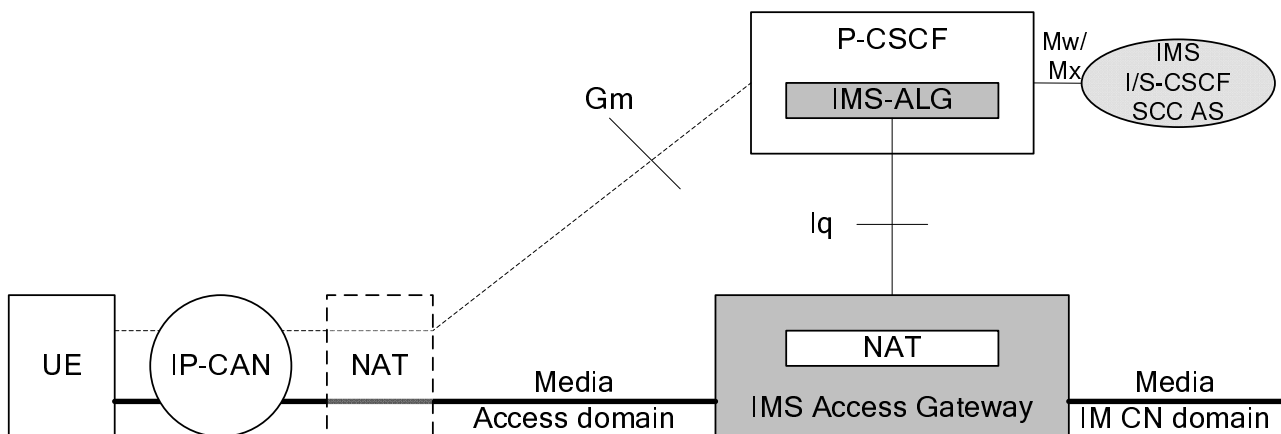 P-CSCF
IMS-ALG
Mw/
Mx
IMS
I/S-CSCF
SCC AS
Gm
Iq
UE
IP-CAN
NAT
Media
Access domain
NAT
IMS Access Gateway
Media
IM CN domain